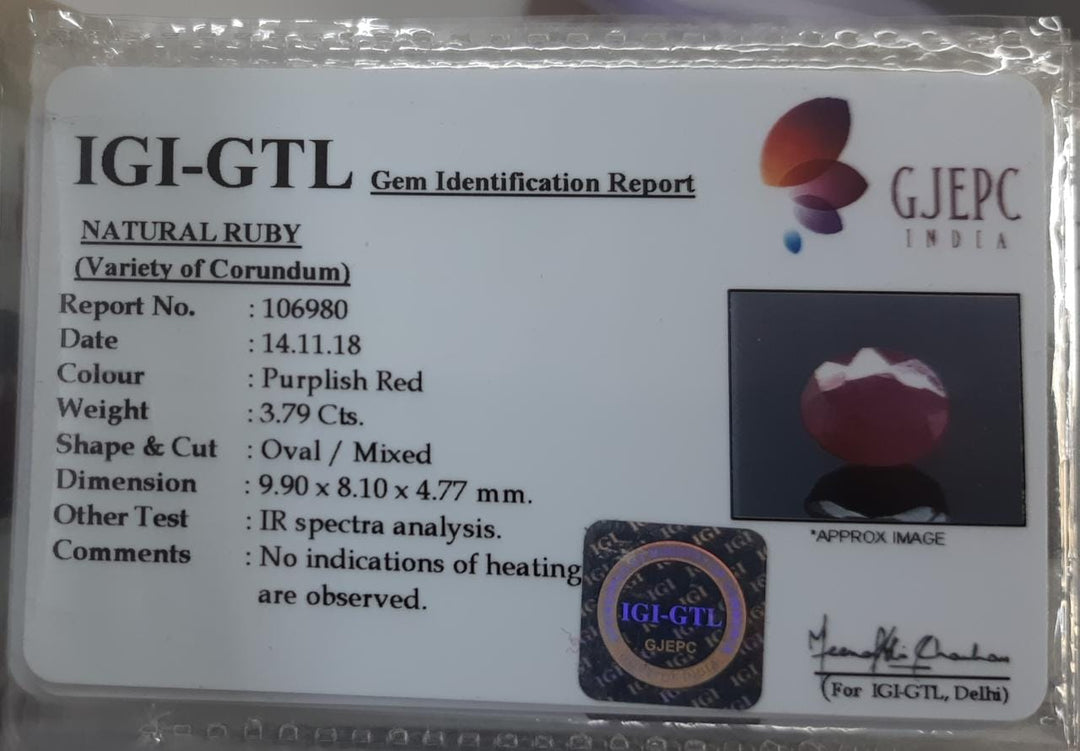 IGI-GTL Gem Identification Report
GJEPC
INDIA
NATURAL RUBY
(Variety of Corundum)
Report No. : 106980
Date : 14.11.18
Colour : Purplish Red
Weight : 3.79 Cts.
Shape & Cut : Oval / Mixed
Dimension : 9.90 x 8.10 x 4.77 mm.
Other Test : IR spectra analysis.
Comments : No indications of heating
are observed.
*APPROX IMAGE
IGI-GTL
GJEPC
(For IGI-GTL, Delhi)